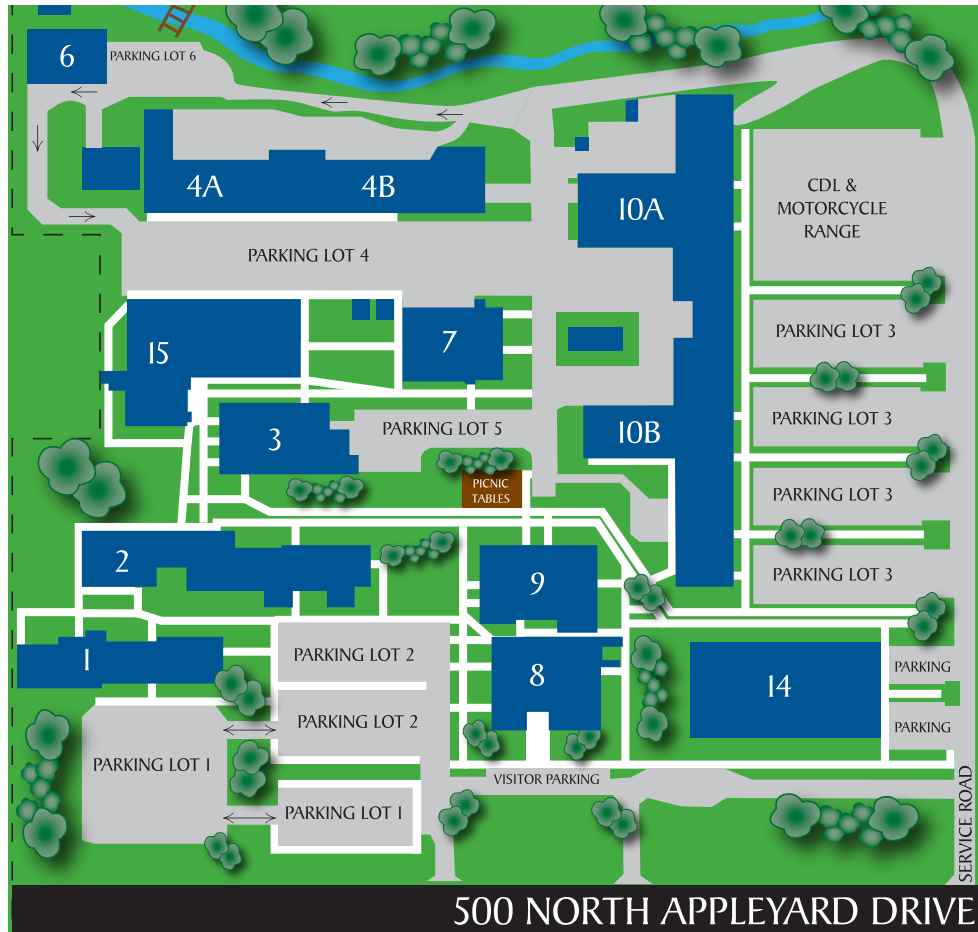 6
PARKING LOT 6
4A
4B
10A
CDL &
MOTORCYCLE
RANGE
PARKING LOT 4
15
7
PARKING LOT 3
3
PARKING LOT 5
10B
PARKING LOT 3
PICNIC
TABLES
PARKING LOT 3
2
9
PARKING LOT 3
1
PARKING LOT 2
8
14
PARKING
PARKING LOT 2
PARKING
PARKING LOT 1
VISITOR PARKING
PARKING LOT 1
SERVICE ROAD
500 NORTH APPLEYARD DRIVE